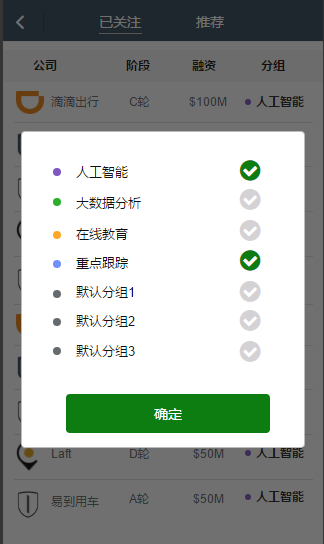 已关注 推荐
公司 阶段 融资 分组
滴滴出行 C轮 $100M 人工智能
人工智能
大数据分析
在线教育
重点跟踪
默认分组1
默认分组2
默认分组3
确定
Laft D轮 $50M 人工智能
易到用车 A轮 $50M 人工智能